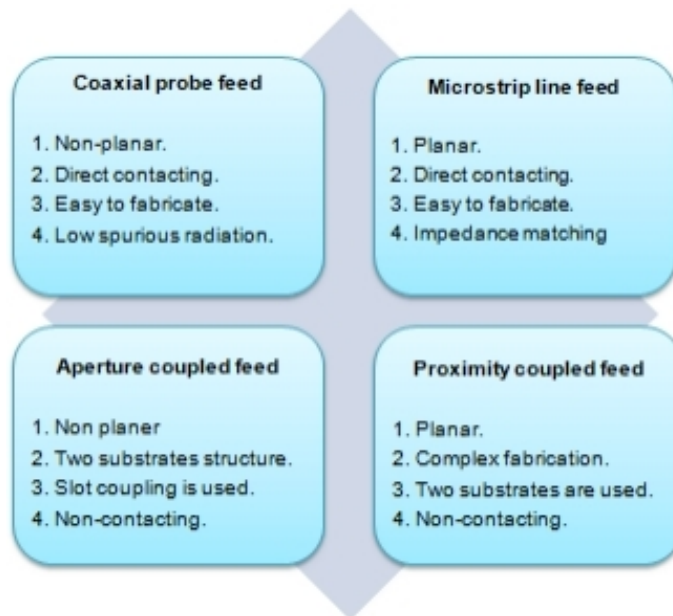 Coaxial probe feed
1. Non-planar.
2. Direct contacting.
3. Easy to fabricate.
4. Low spurious radiation.
Microstrip line feed
1. Planar.
2. Direct contacting.
3. Easy to fabricate.
4. Impedance matching
Aperture coupled feed
1. Non planer
2. Two substrates structure.
3. Slot coupling is used.
4. Non-contacting.
Proximity coupled feed
1. Planar.
2. Complex fabrication.
3. Two substrates are used.
4. Non-contacting.